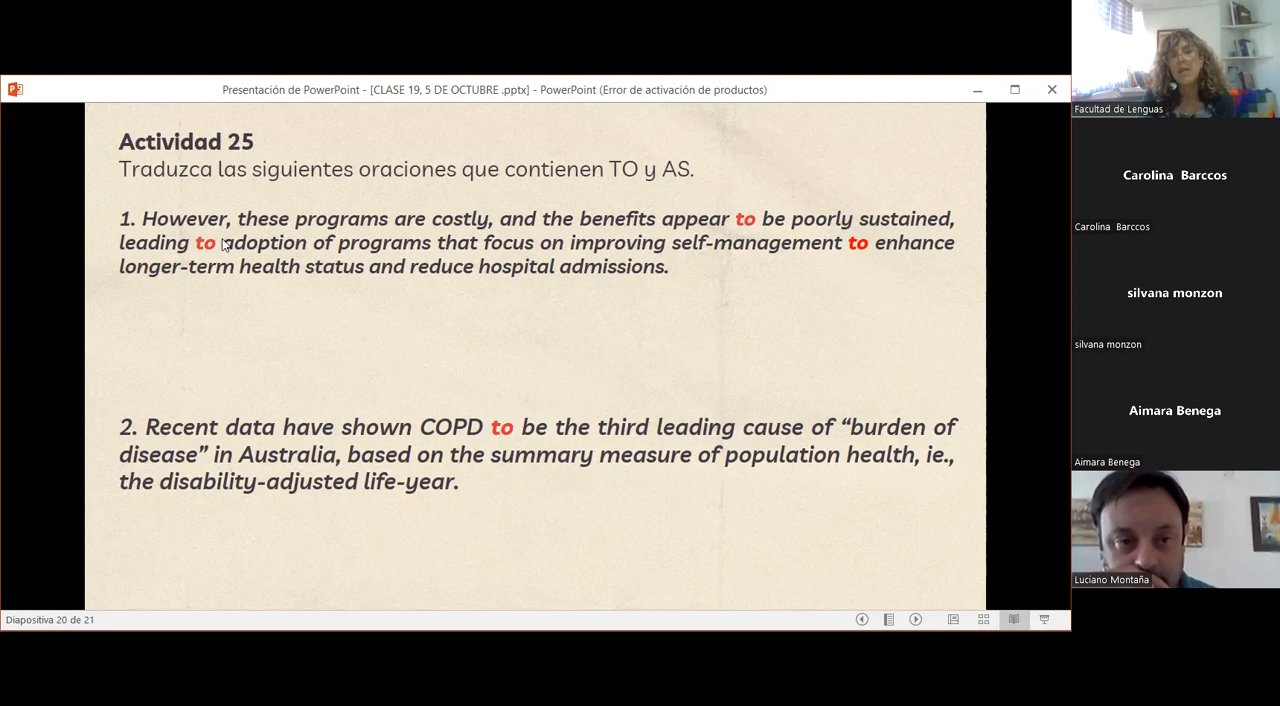 Presentación de PowerPoint - [CLASE 19, 5 DE OCTUBRE .pptx] - PowerPoint (Error de activación de productos)
Actividad 25
Traduzca las siguientes oraciones que contienen TO y AS.
1. However, these programs are costly, and the benefits appear to be poorly sustained,
leading to adoption of programs that focus on improving self-management to enhance
longer-term health status and reduce hospital admissions.
2. Recent data have shown COPD to be the third leading cause of “burden of
disease” in Australia, based on the summary measure of population health, ie.,
the disability-adjusted life-year.
Diapositiva 20 de 21
Facultad de Lenguas
Carolina Barccos
Carolina Barccos
silvana monzon
silvana monzon
Aimara Benega
Aimara Benega
Luciano Montaña